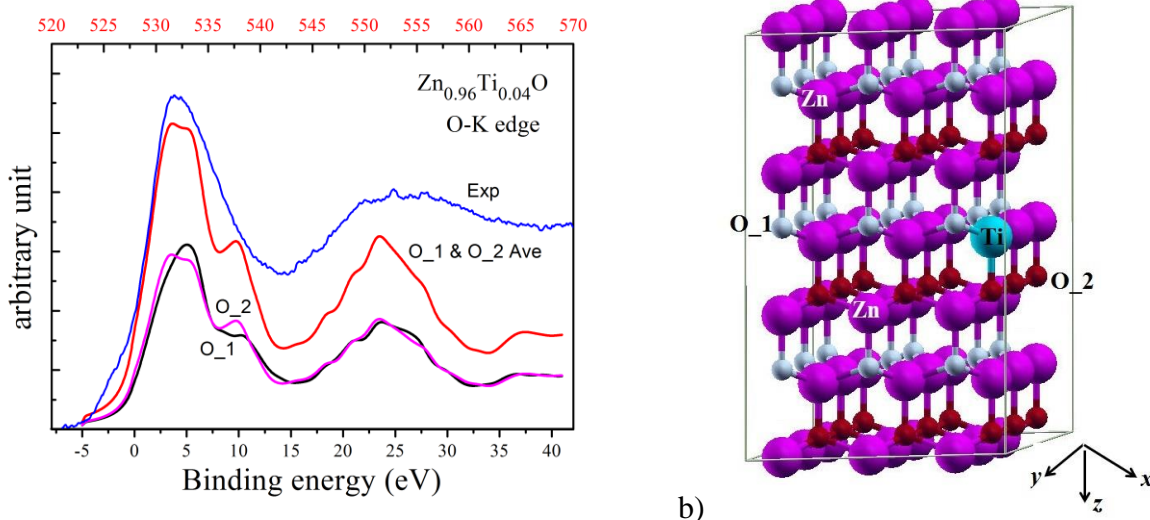 520 525 530 535 540 545 550 555 560 565 570
Zn0.96Ti0.04O
O-K edge
Exp
O_1 & O_2 Ave
O_2
O_1
arbitrary unit
-5 0 5 10 15 20 25 30 35 40
Binding energy (eV)
Zn
O_1
Ti
O_2
Zn
y x
z
b)